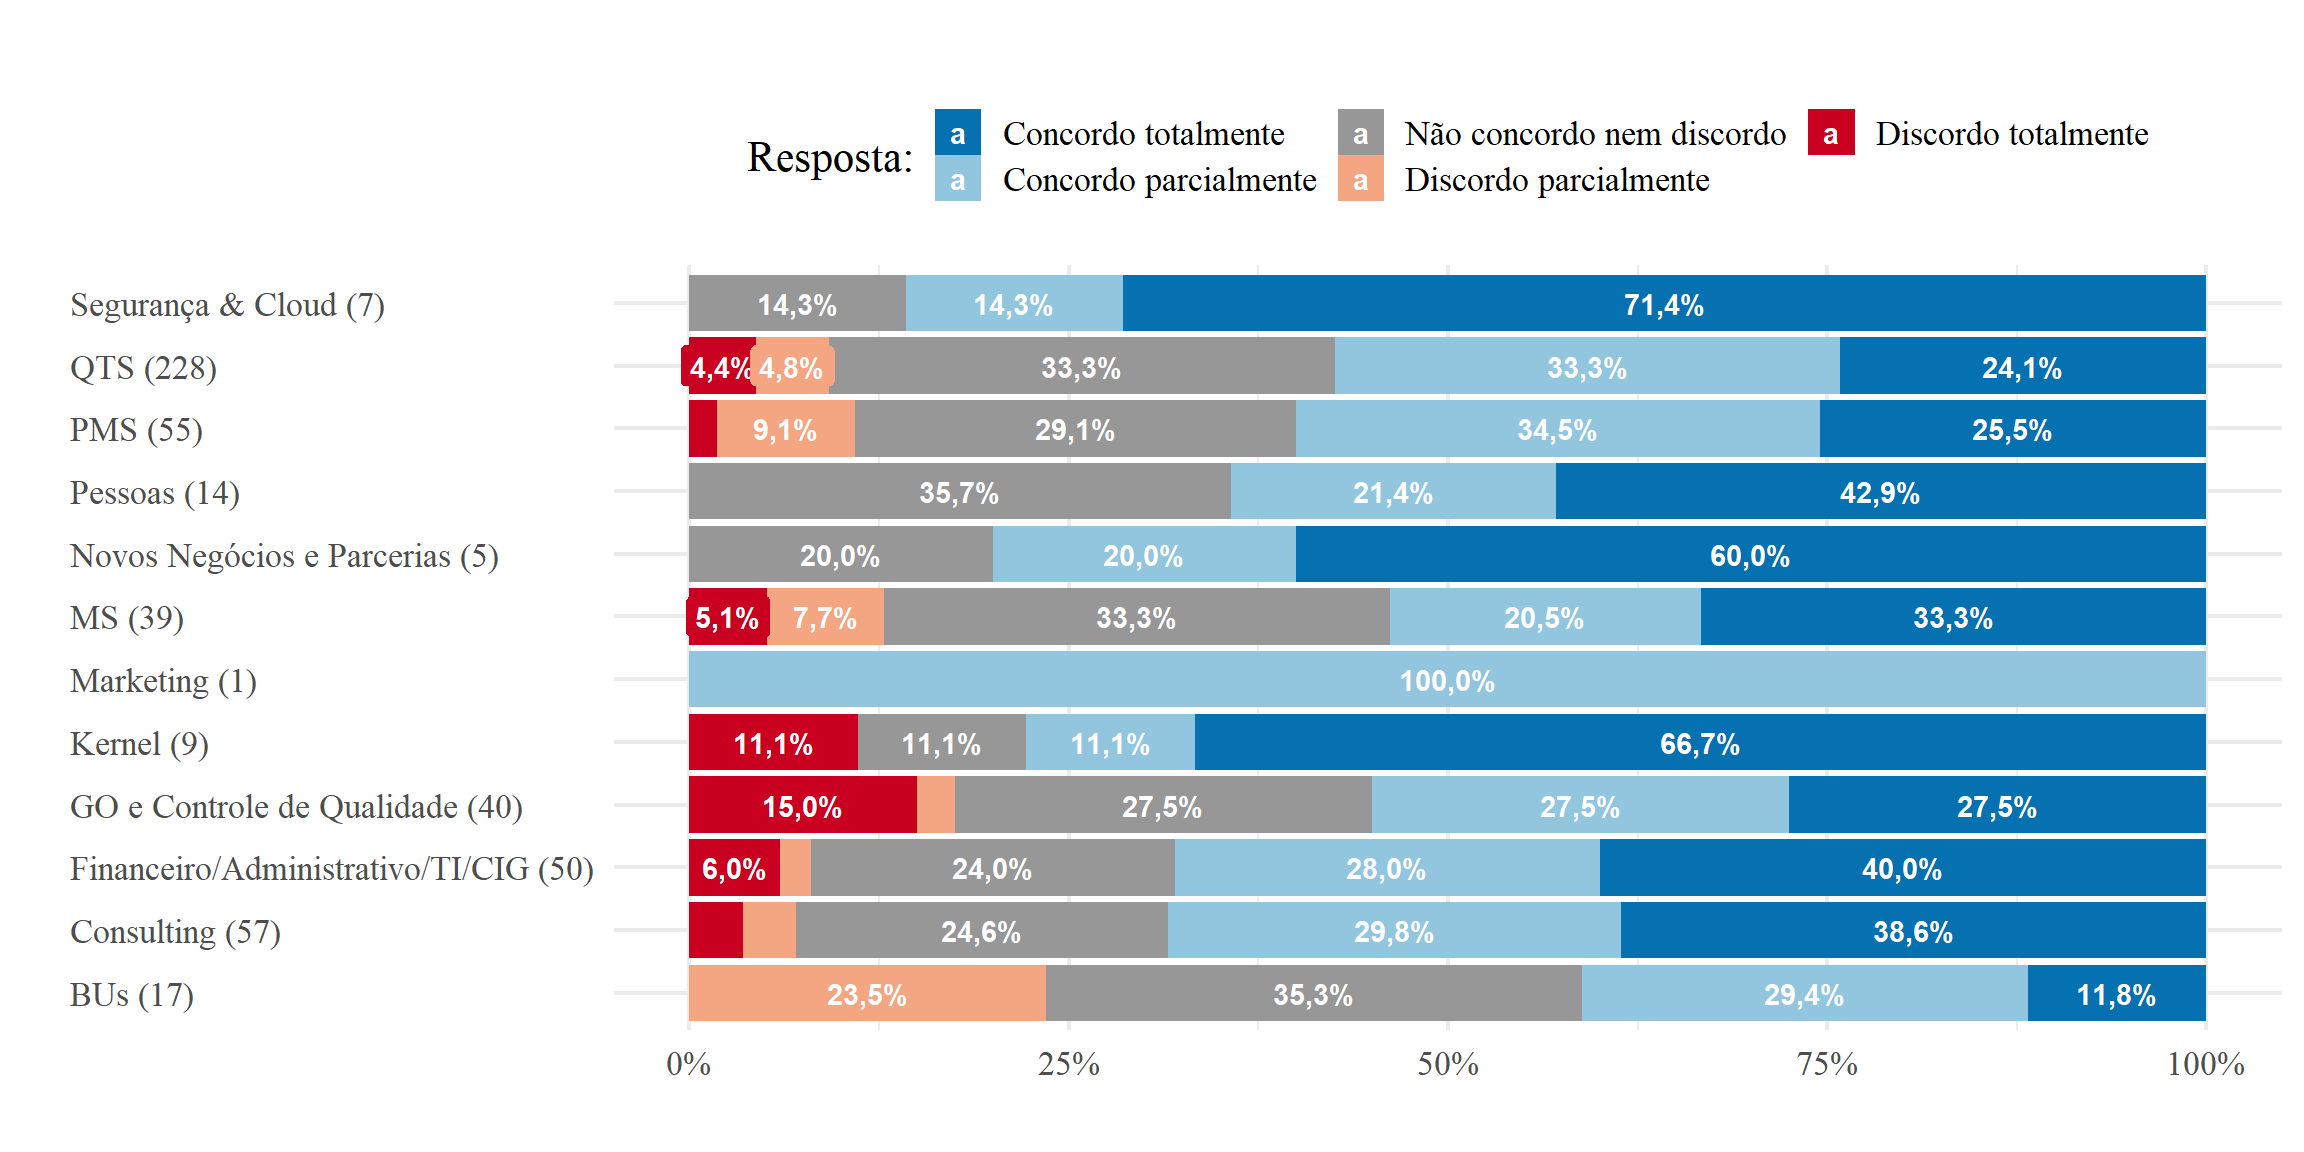 Resposta:
a Concordo totalmente
a Concordo parcialmente
a Não concordo nem discordo
a Discordo parcialmente
a Discordo totalmente
Segurança & Cloud (7) 14,3% 14,3% 71,4%
QTS (228) 4,4% 4,8% 33,3% 33,3% 24,1%
PMS (55) 9,1% 29,1% 34,5% 25,5%
Pessoas (14) 35,7% 21,4% 42,9%
Novos Negócios e Parcerias (5) 20,0% 20,0% 60,0%
MS (39) 5,1% 7,7% 33,3% 20,5% 33,3%
Marketing (1) 100,0%
Kernel (9) 11,1% 11,1% 11,1% 66,7%
GO e Controle de Qualidade (40) 15,0% 27,5% 27,5% 27,5%
Financeiro/Administrativo/TI/CIG (50) 6,0% 24,0% 28,0% 40,0%
Consulting (57) 24,6% 29,8% 38,6%
BUs (17) 23,5% 35,3% 29,4% 11,8%
0% 25% 50% 75% 100%